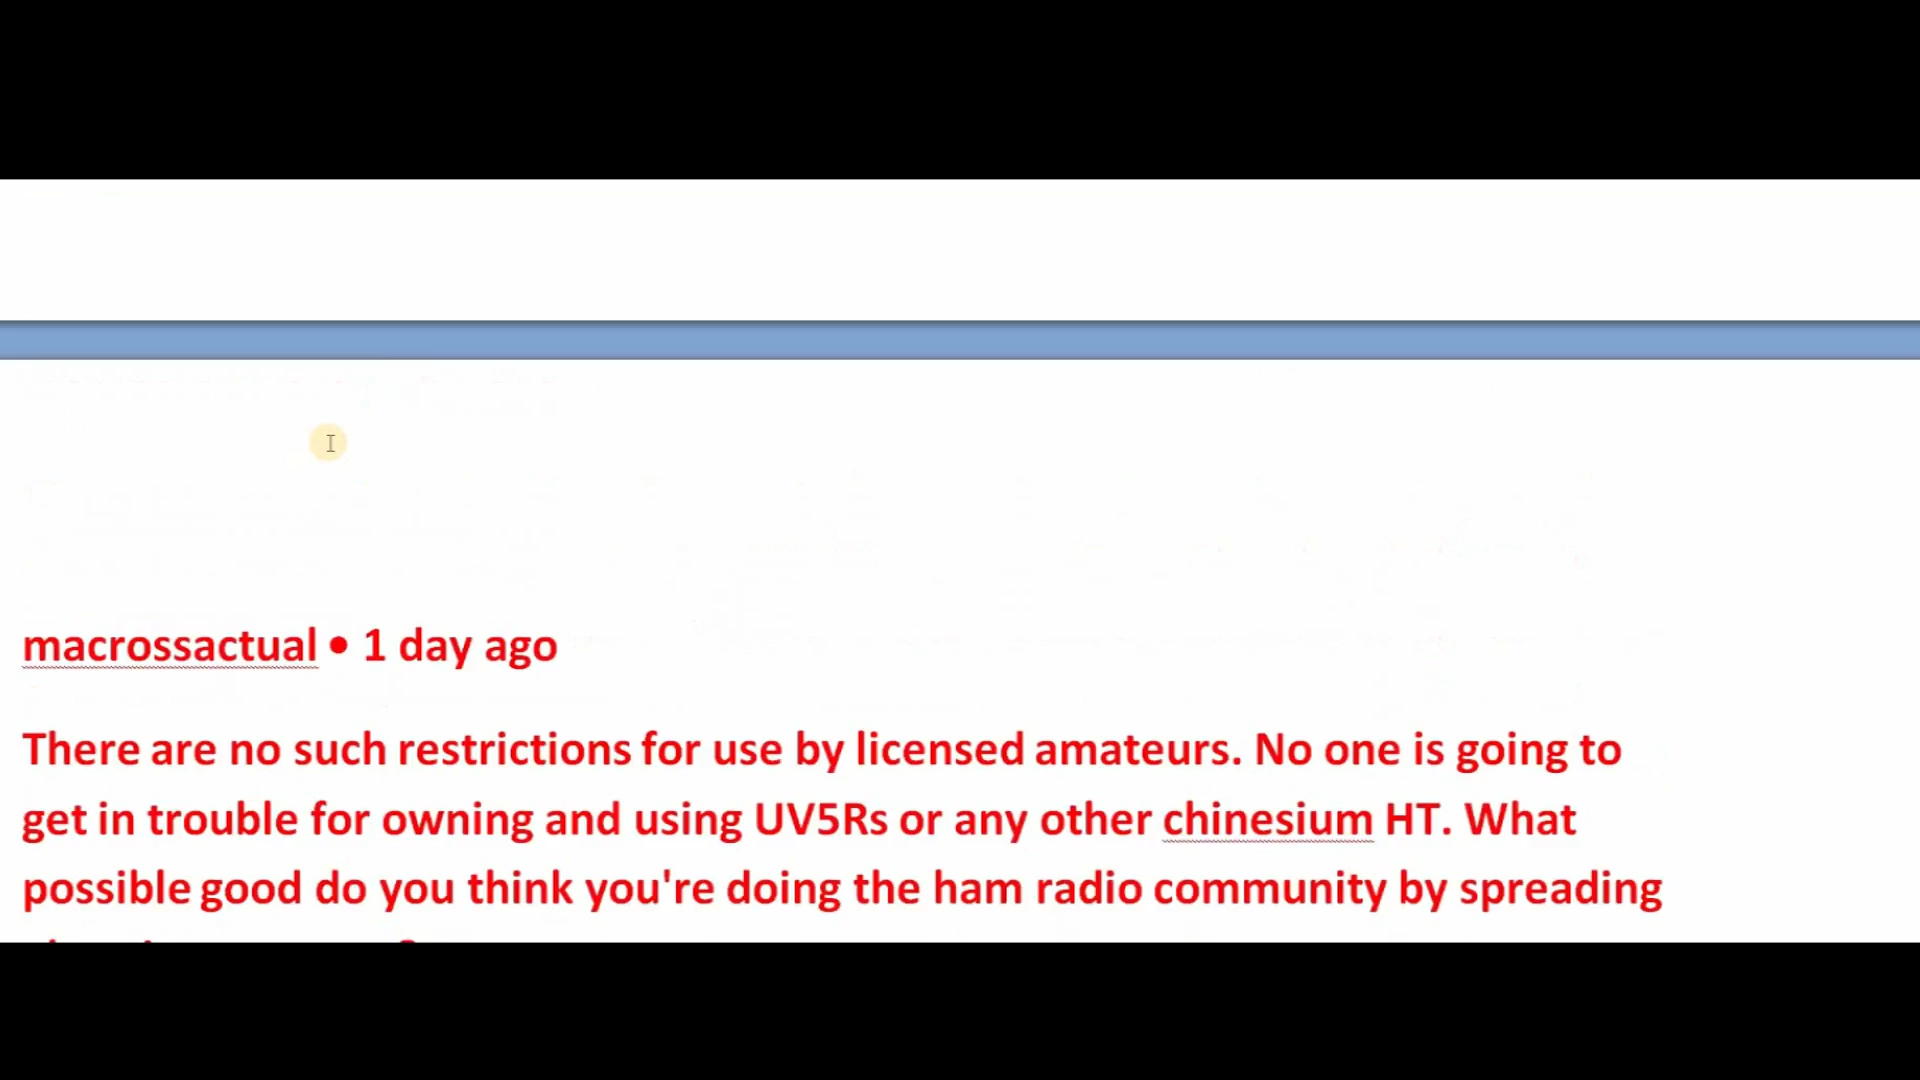 macrossactual • 1 day ago
There are no such restrictions for use by licensed amateurs. No one is going to
get in trouble for owning and using UV5Rs or any other chinesium HT. What
possible good do you think you're doing the ham radio community by spreading